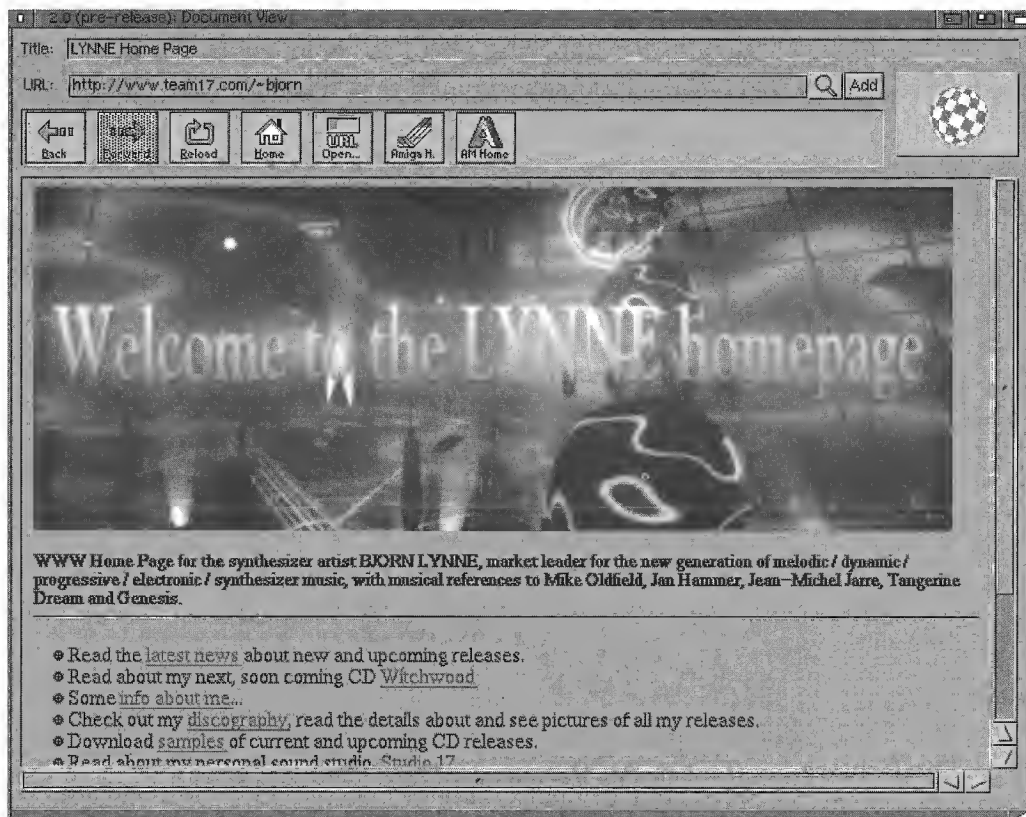 2.0 (pre-release): Document View
Title: LYNNE Home Page
URL: http://www.team17.com/~bjorn Add
Back Forward Reload Home URL Open... Amiga H. AM Home
Welcome to the LYNNE homepage
WWW Home Page for the synthesizer artist BJORN LYNNE, market leader for the new generation of melodic / dynamic /
progressive / electronic / synthesizer music, with musical references to Mike Oldfield, Jan Hammer, Jean-Michel Jarre, Tangerine
Dream and Genesis.
Read the latest news about new and upcoming releases.
Read about my next, soon coming CD Witchwood
Some info about me...
Check out my discography, read the details about and see pictures of all my releases.
Download samples of current and upcoming CD releases.
Read about my personal sound studio, Studio 17